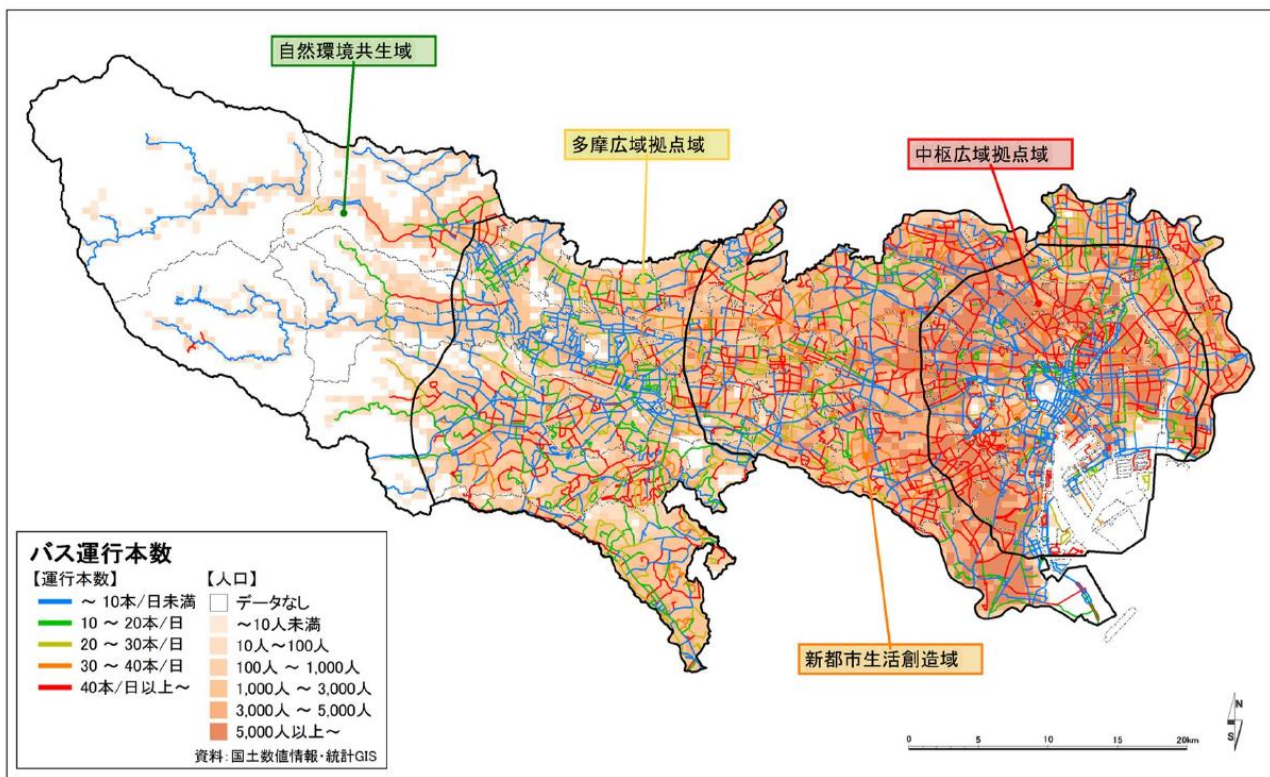 自然環境共生域
多摩広域拠点域
中枢広域拠点域
新都市生活創造域
バス運行本数
【運行本数】
～ 10本/日未満
10 ～ 20本/日
20 ～ 30本/日
30 ～ 40本/日
40本/日以上～
【人口】
データなし
～10人未満
10人～100人
100人 ～ 1,000人
1,000人 ～ 3,000人
3,000人 ～ 5,000人
5,000人以上～
資料：国土数値情報・統計GIS
N
S
0 5 10 15 20km